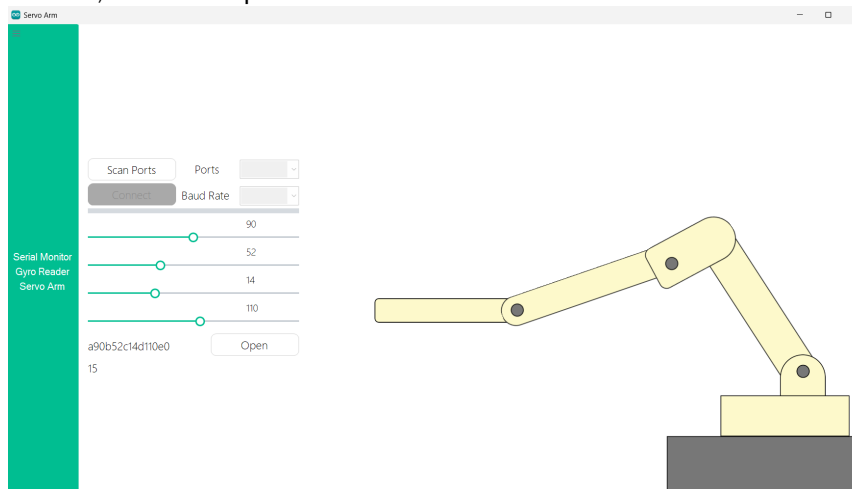 Servo Arm
Scan Ports Ports
Connect Baud Rate
90
52
14
110
Serial Monitor
Gyro Reader
Servo Arm
a90b52c14d110e0 Open
15